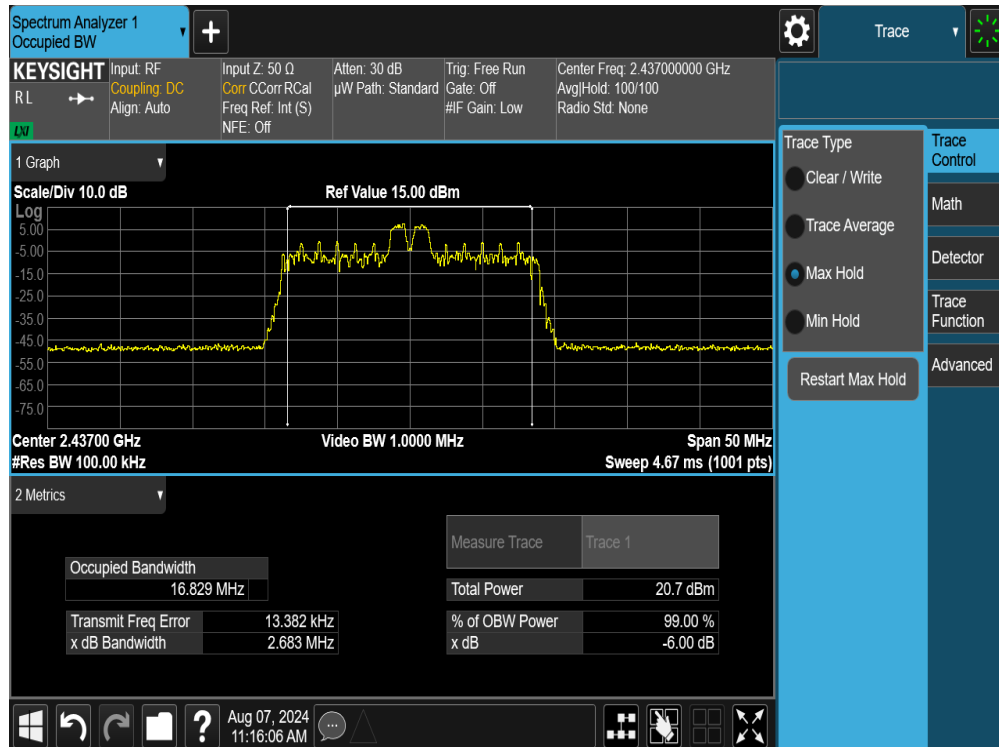 Spectrum Analyzer 1
Occupied BW
+
Trace
KEYSIGHT
R L
LXI
Input: RF
Coupling: DC
Align: Auto
Input Z: 50 Ω
Corr CCorr RCal
Freq Ref: Int (S)
NFE: Off
Atten: 30 dB
µW Path: Standard
Trig: Free Run
Gate: Off
#IF Gain: Low
Center Freq: 2.437000000 GHz
Avg|Hold: 100/100
Radio Std: None
1 Graph
Scale/Div 10.0 dB
Ref Value 15.00 dBm
Log
5.00
-5.00
-15.0
-25.0
-35.0
-45.0
-55.0
-65.0
-75.0
Center 2.43700 GHz
Video BW 1.0000 MHz
Span 50 MHz
#Res BW 100.00 kHz
Sweep 4.67 ms (1001 pts)
2 Metrics
Measure Trace
Trace 1
Occupied Bandwidth
16.829 MHz
Total Power
20.7 dBm
Transmit Freq Error
13.382 kHz
% of OBW Power
99.00 %
x dB Bandwidth
2.683 MHz
x dB
-6.00 dB
Trace Type
Clear / Write
Trace Average
Max Hold
Min Hold
Restart Max Hold
Trace
Control
Math
Detector
Trace
Function
Advanced
?
Aug 07, 2024
11:16:06 AM